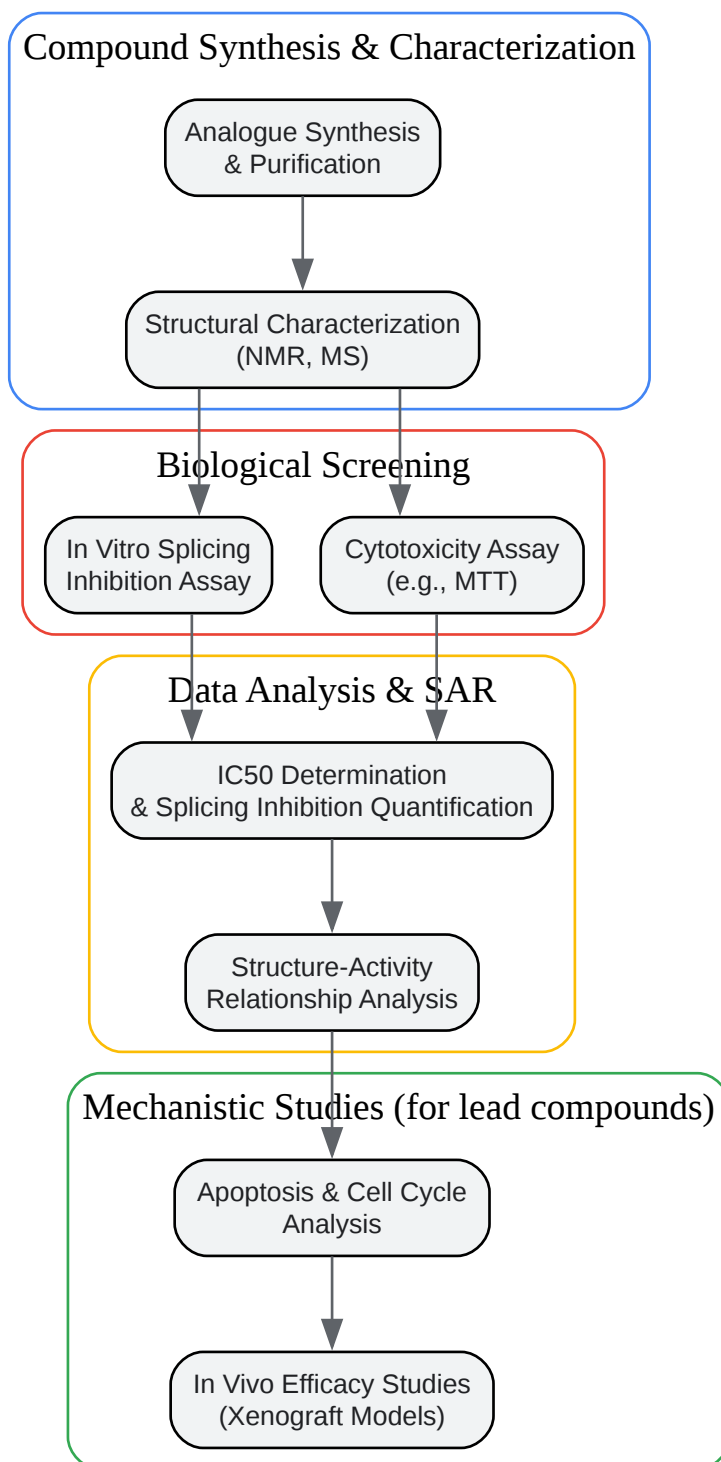 Compound Synthesis & Characterization
Analogue Synthesis
& Purification
Structural Characterization
(NMR, MS)
Biological Screening
In Vitro Splicing
Inhibition Assay
Cytotoxicity Assay
(e.g., MTT)
Data Analysis & SAR
IC50 Determination
& Splicing Inhibition Quantification
Structure-Activity
Relationship Analysis
Mechanistic Studies (for lead compounds)
Apoptosis & Cell Cycle
Analysis
In Vivo Efficacy Studies
(Xenograft Models)